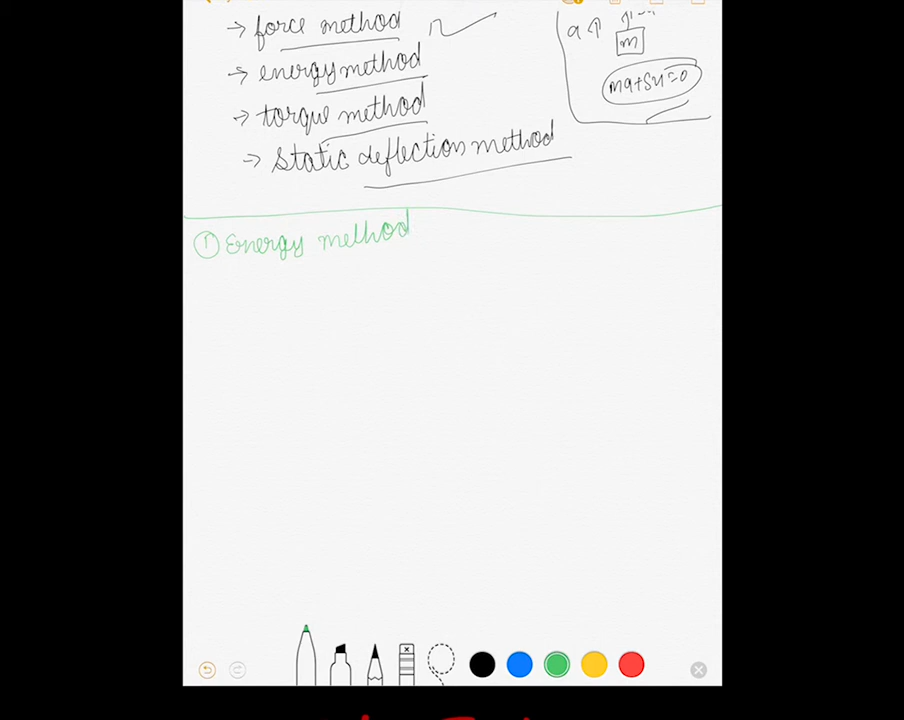 → force method
→ energy method
→ torque method
→ static deflection method
a ↑
m
ma+sx=0
① Energy method